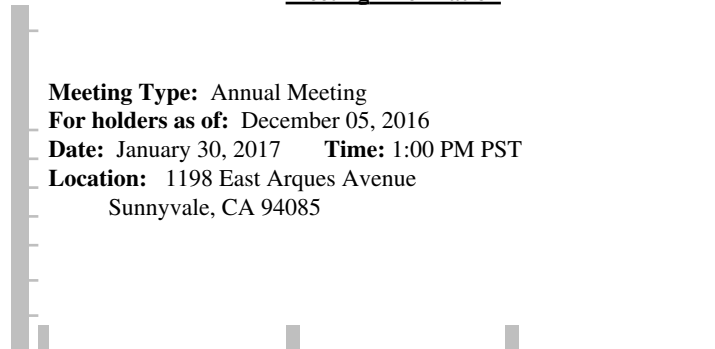 Meeting Type: Annual Meeting
For holders as of: December 05, 2016
Date: January 30, 2017 Time: 1:00 PM PST
Location: 1198 East Arques Avenue
Sunnyvale, CA 94085